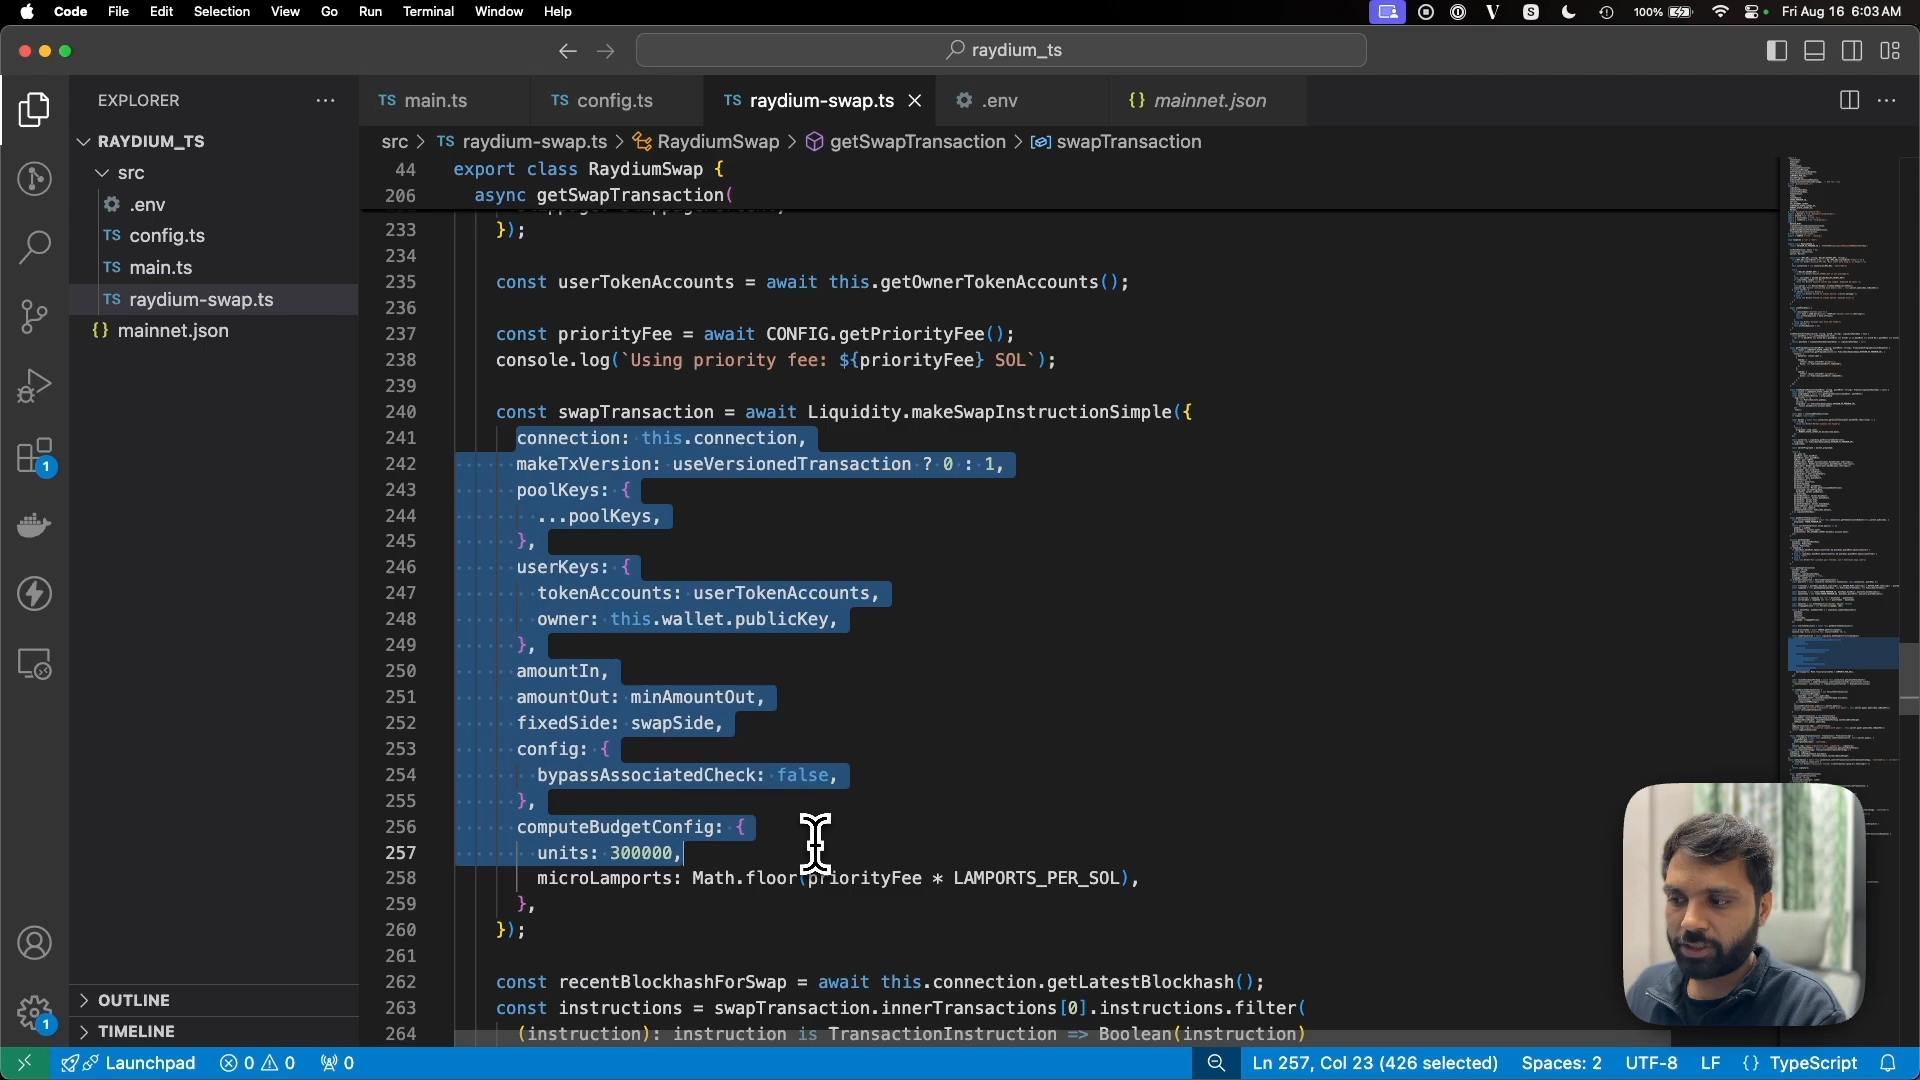 Code File Edit Selection View Go Run Terminal Window Help 100% Fri Aug 16 6:03 AM
raydium_ts
EXPLORER
RAYDIUM_TS
src
.env
TS config.ts
TS main.ts
TS raydium-swap.ts
{} mainnet.json
OUTLINE
TIMELINE
1
1
TS main.ts TS config.ts TS raydium-swap.ts .env {} mainnet.json
src > TS raydium-swap.ts > RaydiumSwap > getSwapTransaction > swapTransaction
44 export class RaydiumSwap {
206 async getSwapTransaction(
233 });
234
235 const userTokenAccounts = await this.getOwnerTokenAccounts();
236
237 const priorityFee = await CONFIG.getPriorityFee();
238 console.log(`Using priority fee: ${priorityFee} SOL`);
239
240 const swapTransaction = await Liquidity.makeSwapInstructionSimple({
241 connection: this.connection,
242 makeTxVersion: useVersionedTransaction ? 0 : 1,
243 poolKeys: {
244 ...poolKeys,
245 },
246 userKeys: {
247 tokenAccounts: userTokenAccounts,
248 owner: this.wallet.publicKey,
249 },
250 amountIn,
251 amountOut: minAmountOut,
252 fixedSide: swapSide,
253 config: {
254 bypassAssociatedCheck: false,
255 },
256 computeBudgetConfig: {
257 units: 300000,
258 microLamports: Math.floor(priorityFee * LAMPORTS_PER_SOL),
259 },
260 });
261
262 const recentBlockhashForSwap = await this.connection.getLatestBlockhash();
263 const instructions = swapTransaction.innerTransactions[0].instructions.filter(
264 (instruction): instruction is TransactionInstruction => Boolean(instruction)
Launchpad 0 0 0 Ln 257, Col 23 (426 selected) Spaces: 2 UTF-8 LF {} TypeScript